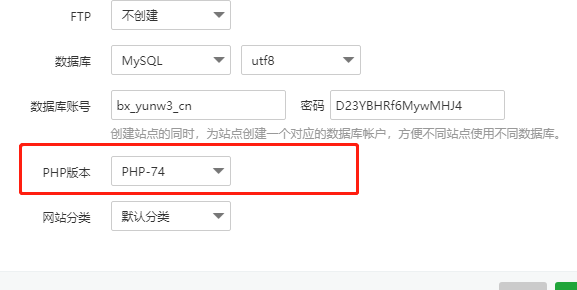 FTP 不创建
数据库 MySQL utf8
数据库账号 bx_yunw3_cn 密码 D23YBHRf6MywMHJ4
创建站点的同时，为站点创建一个对应的数据库帐户，方便不同站点使用不同数据库。
PHP版本 PHP-74
网站分类 默认分类